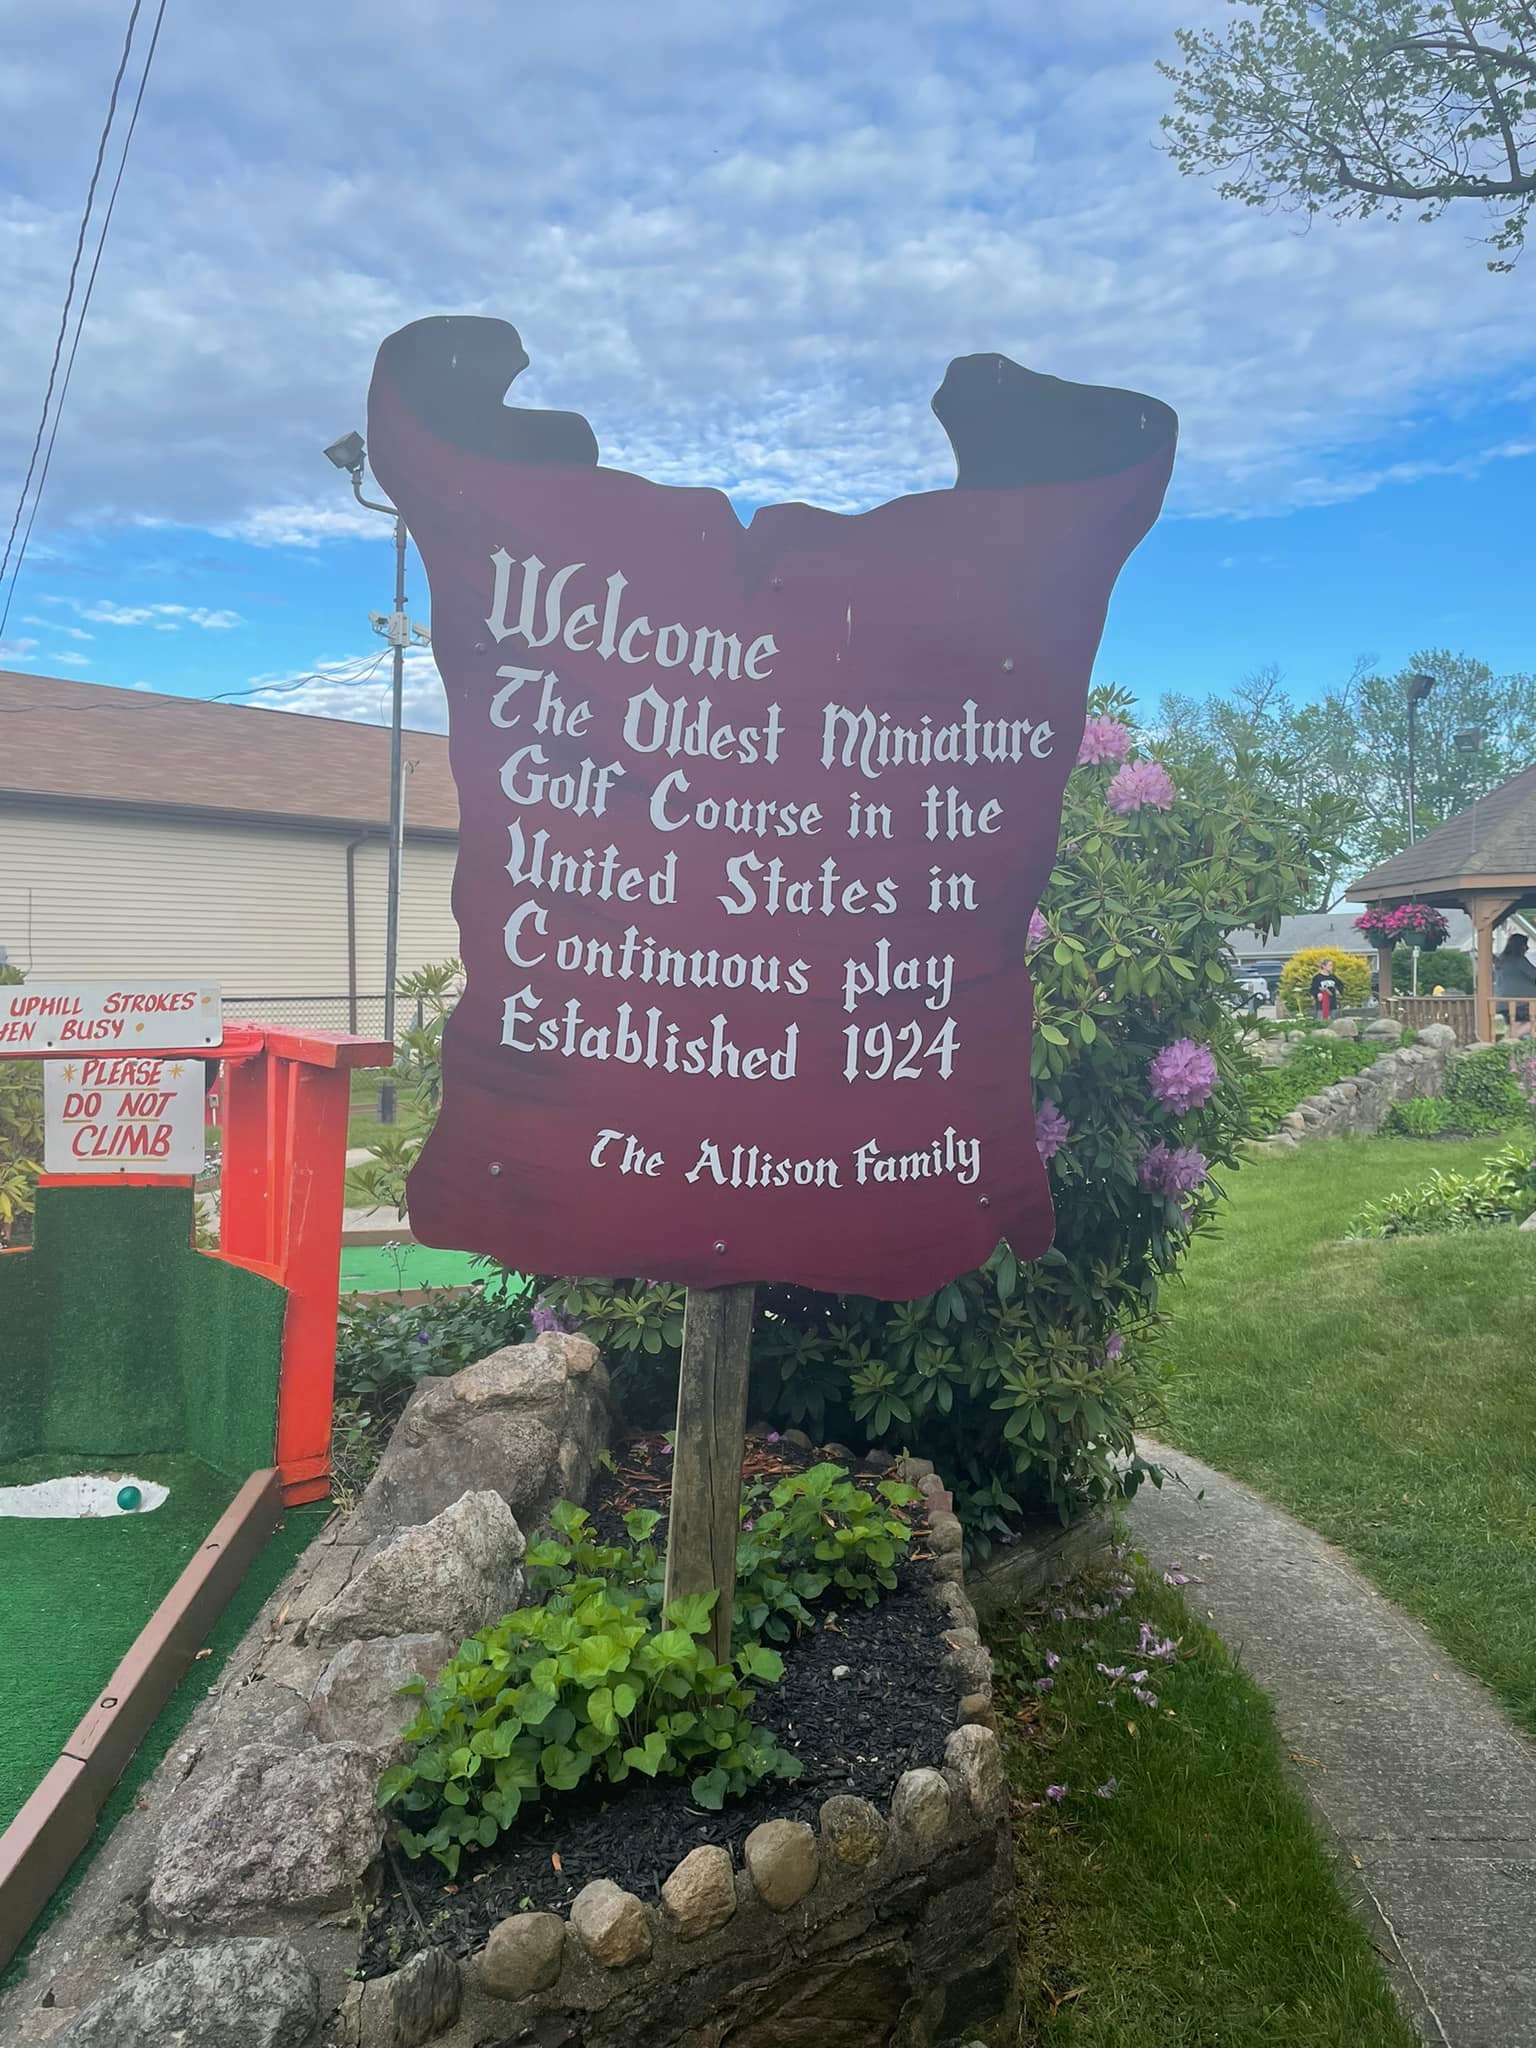 Welcome
The Oldest Miniature
Golf Course in the
United States in
Continuous play
Established 1924
The Allison Family
UPHILL STROKES
BUSY
PLEASE
DO NOT
CLIMB